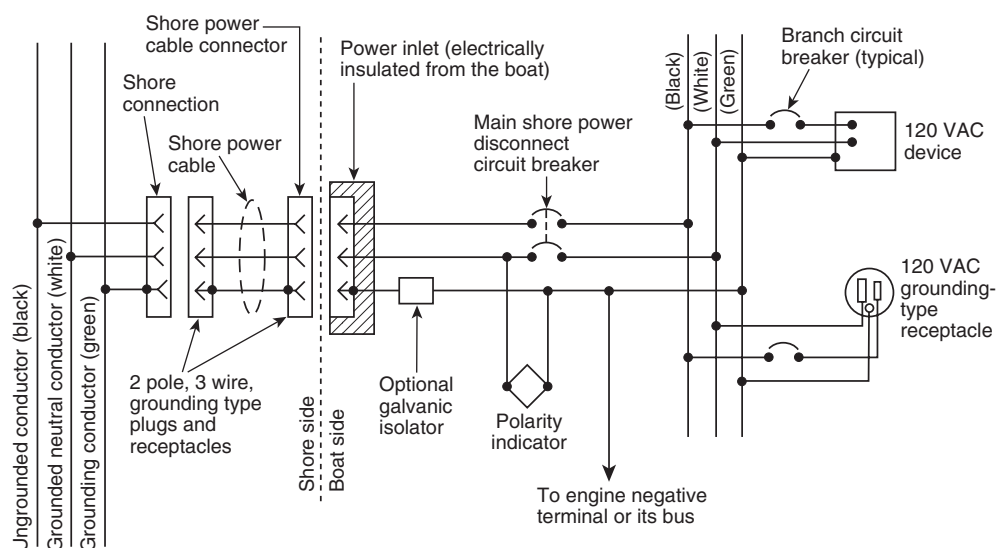 Shore power
cable connector
Shore
connection
Shore power
cable
Power inlet (electrically
insulated from the boat)
Main shore power
disconnect
circuit breaker
(Black)
(White)
(Green)
Branch circuit
breaker (typical)
120 VAC
device
120 VAC
grounding-
type
receptacle
Ungrounded conductor (black)
Grounded neutral conductor (white)
Grounding conductor (green)
2 pole, 3 wire,
grounding type
plugs and
receptacles
Shore side
Boat side
Optional
galvanic
isolator
Polarity
indicator
To engine negative
terminal or its bus